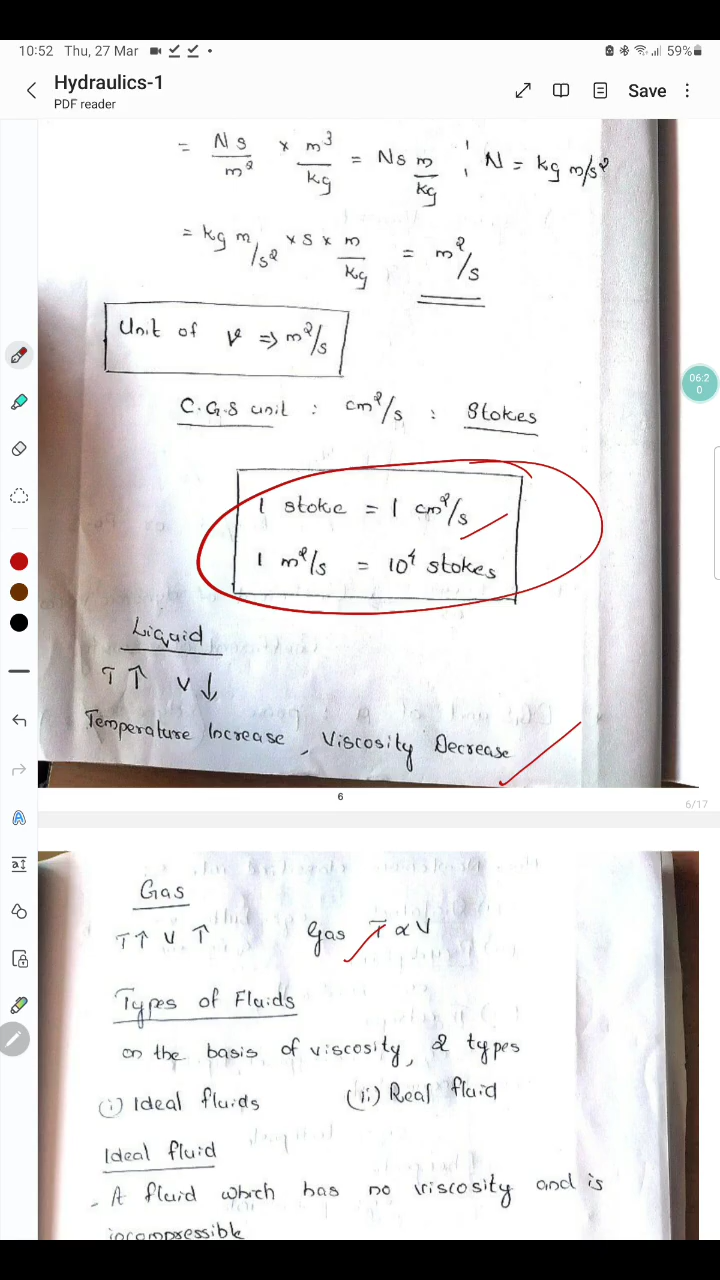 10:52 Thu, 27 Mar
59%
Hydraulics-1
PDF reader
Save
= N s / m² × m³ / kg = Ns m / kg ; N = kg m/s²
= kg m/s² × s × m / kg = m²/s
Unit of ν ⇒ m²/s
C.G.S unit : cm²/s : Stokes
06:20
1 stoke = 1 cm²/s
1 m²/s = 10⁴ stokes
Liquid
T ↑ V ↓
Temperature Increase, Viscosity Decrease
6
6/17
Gas
T↑ V ↑ Gas T ∝ V
Types of Fluids
on the basis of viscosity, 2 types
(i) Ideal fluids (ii) Real fluid
Ideal fluid
- A fluid which has no viscosity and is
incompressible